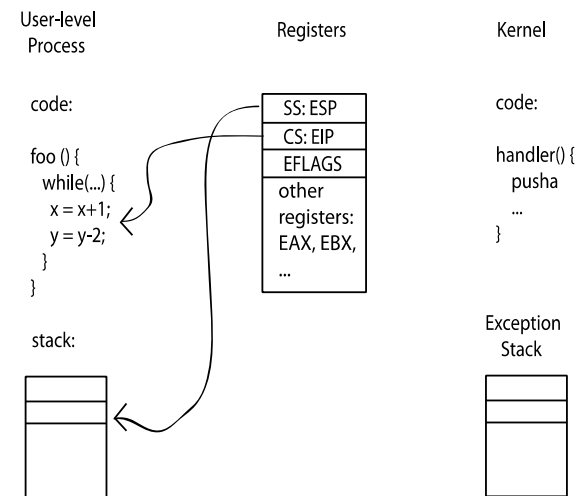 User-level
Process
code:
foo () {
while(...) {
x = x+1;
y = y-2;
}
}
stack:
Registers
SS: ESP
CS: EIP
EFLAGS
other
registers:
EAX, EBX,
...
Kernel
code:
handler() {
pusha
...
}
Exception
Stack